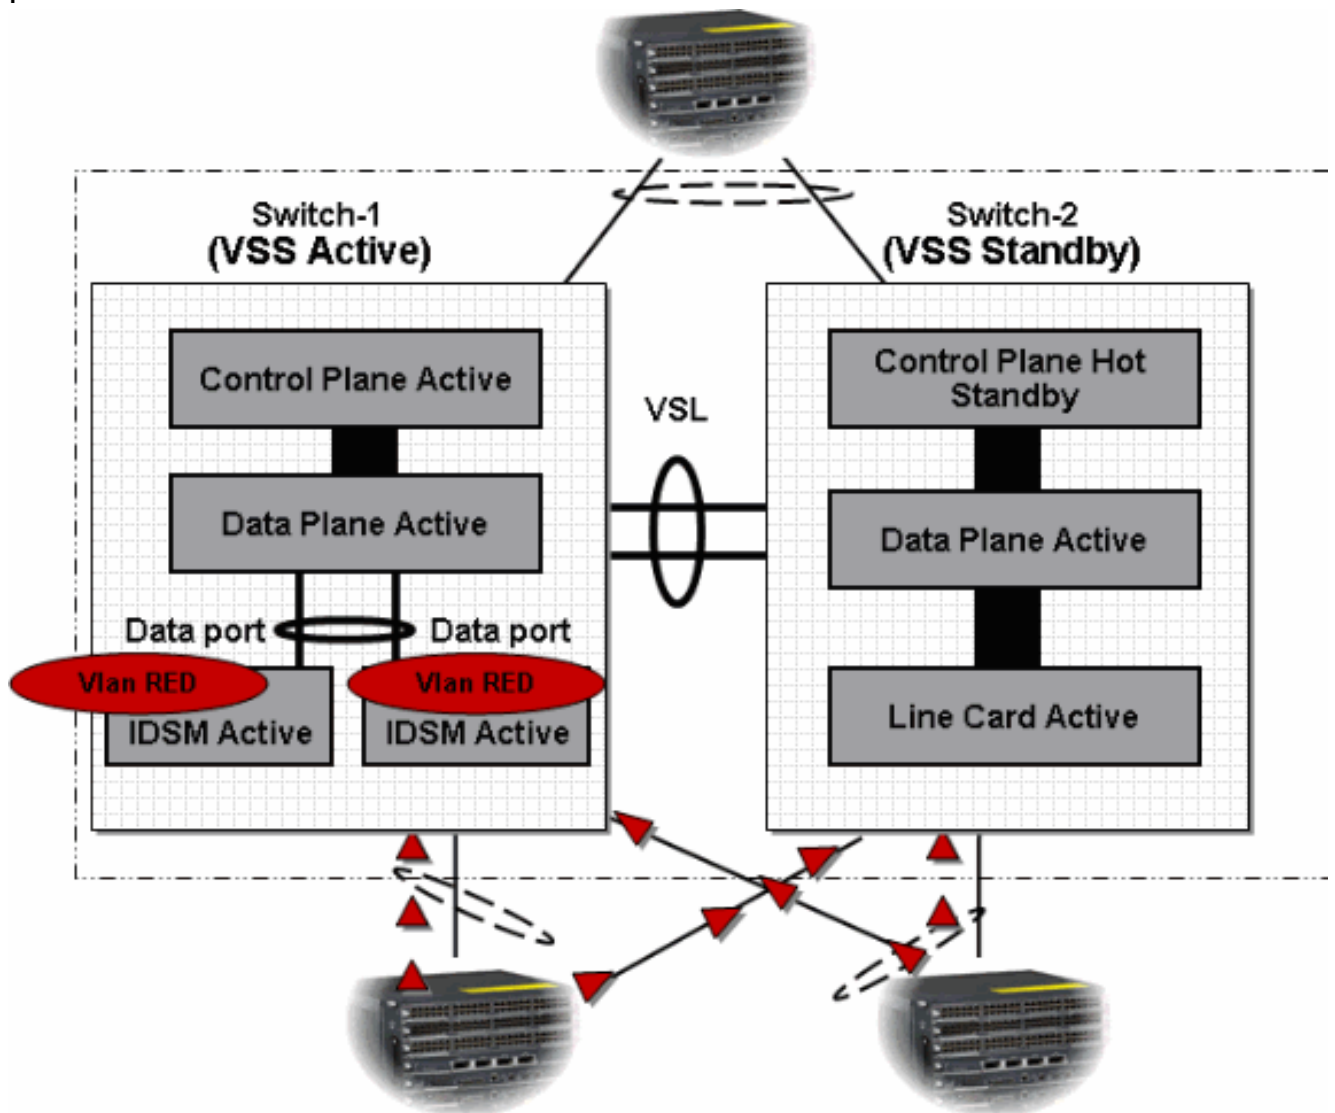 Switch-1
(VSS Active)
Switch-2
(VSS Standby)
Control Plane Active
Control Plane Hot
Standby
VSL
Data Plane Active
Data Plane Active
Data port
Data port
Vlan RED
Vlan RED
IDSM Active
IDSM Active
Line Card Active